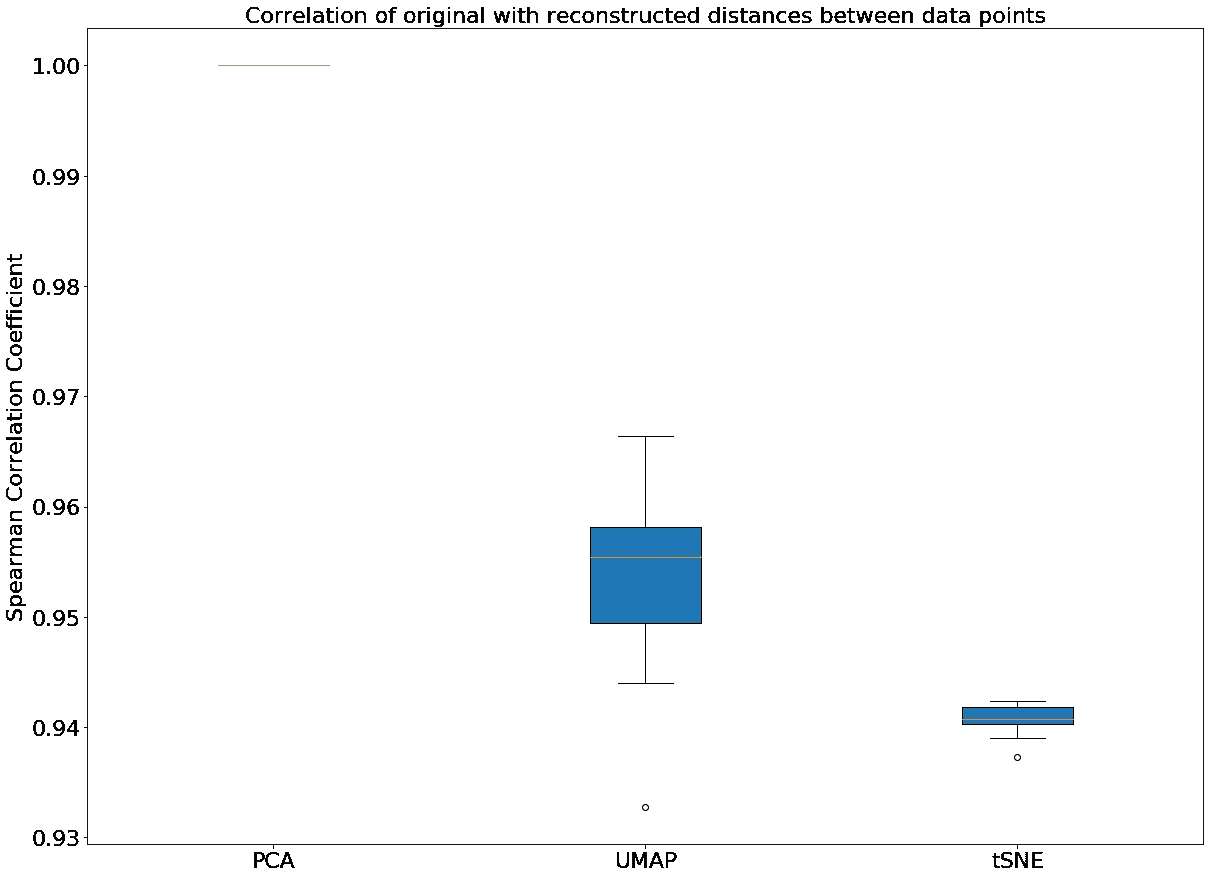 Correlation of original with reconstructed distances between data points
Spearman Correlation Coefficient
1.00
0.99
0.98
0.97
0.96
0.95
0.94
0.93
PCA
UMAP
tSNE